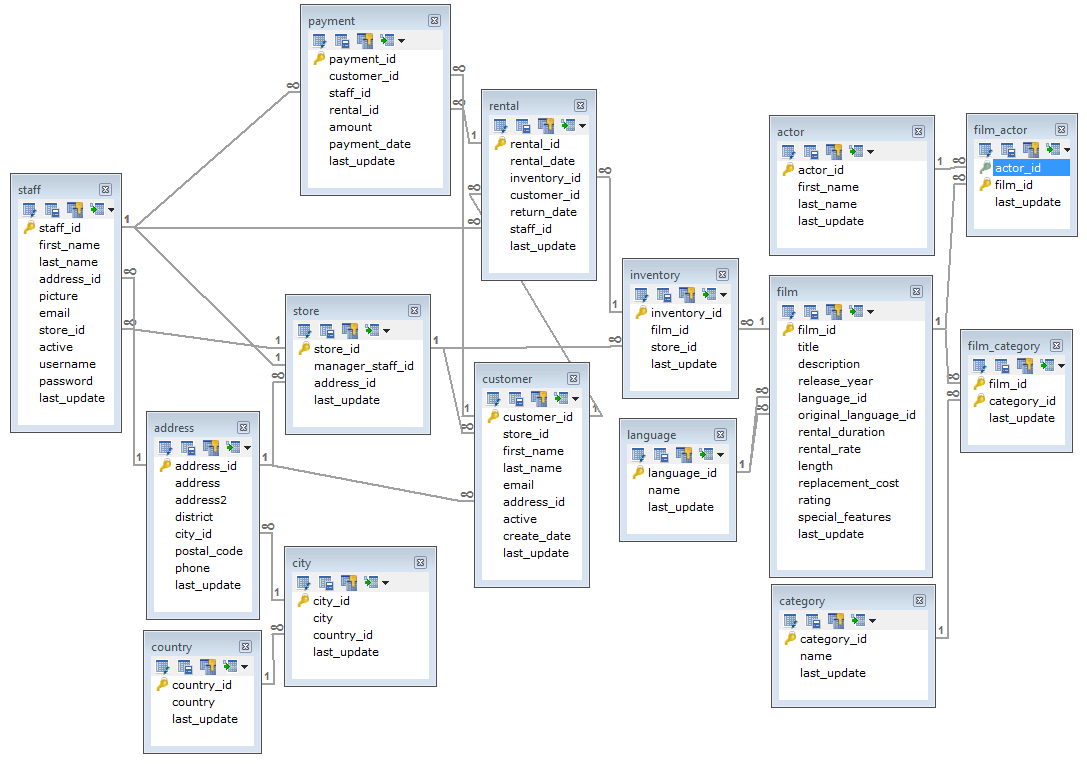 payment
payment_id
customer_id
staff_id
rental_id
amount
payment_date
last_update
rental
rental_id
rental_date
inventory_id
customer_id
return_date
staff_id
last_update
actor
actor_id
first_name
last_name
last_update
film_actor
actor_id
film_id
last_update
staff
staff_id
first_name
last_name
address_id
picture
email
store_id
active
username
password
last_update
store
store_id
manager_staff_id
address_id
last_update
inventory
inventory_id
film_id
store_id
last_update
film
film_id
title
description
release_year
language_id
original_language_id
rental_duration
rental_rate
length
replacement_cost
rating
special_features
last_update
film_category
film_id
category_id
last_update
customer
customer_id
store_id
first_name
last_name
email
address_id
active
create_date
last_update
address
address_id
address
address2
district
city_id
postal_code
phone
last_update
language
language_id
name
last_update
city
city_id
city
country_id
last_update
category
category_id
name
last_update
country
country_id
country
last_update
1
∞
∞
∞
1
∞
∞
∞
1
∞
∞
1
1
∞
1
∞
1
∞
1
∞
1
∞
∞
1
1
∞
1
∞
∞
1
∞
∞
1
∞
∞
1
∞
1
∞
1
1